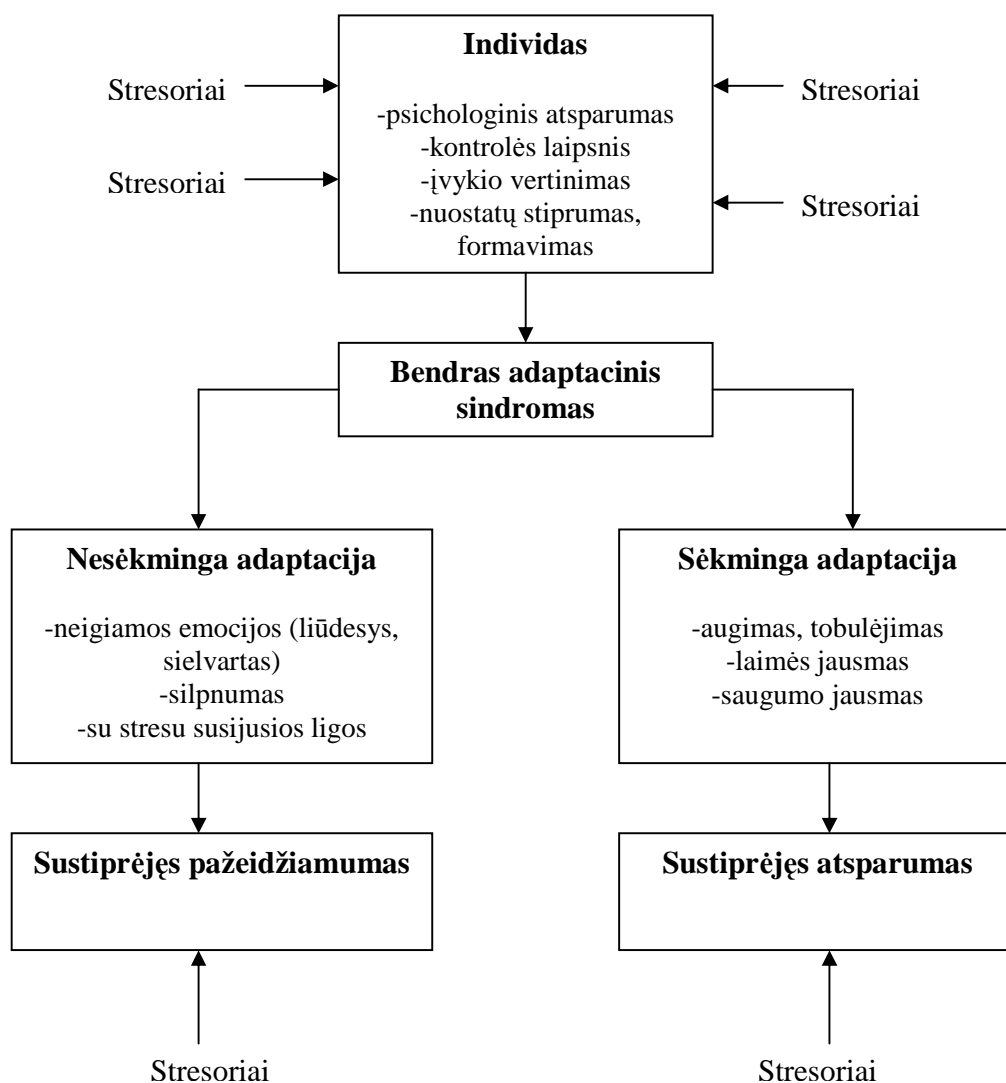 Individas
Stresoriai
Stresoriai
-psichologinis atsparumas
-kontrolės laipsnis
Stresoriai
-įvykio vertinimas
-nuostatų stiprumas,
Stresoriai
formavimas
Bendras adaptacinis
sindromas
Nesėkminga adaptacija
-neigiamos emocijos (liūdesys,
sielvartas)
-silpnumas
-su stresu susijusios ligos
Sėkminga adaptacija
-augimas, tobulėjimas
-laimės jausmas
-saugumo jausmas
Sustiprėjęs pažeidžiamumas
Sustiprėjęs atsparumas
Stresoriai
Stresoriai